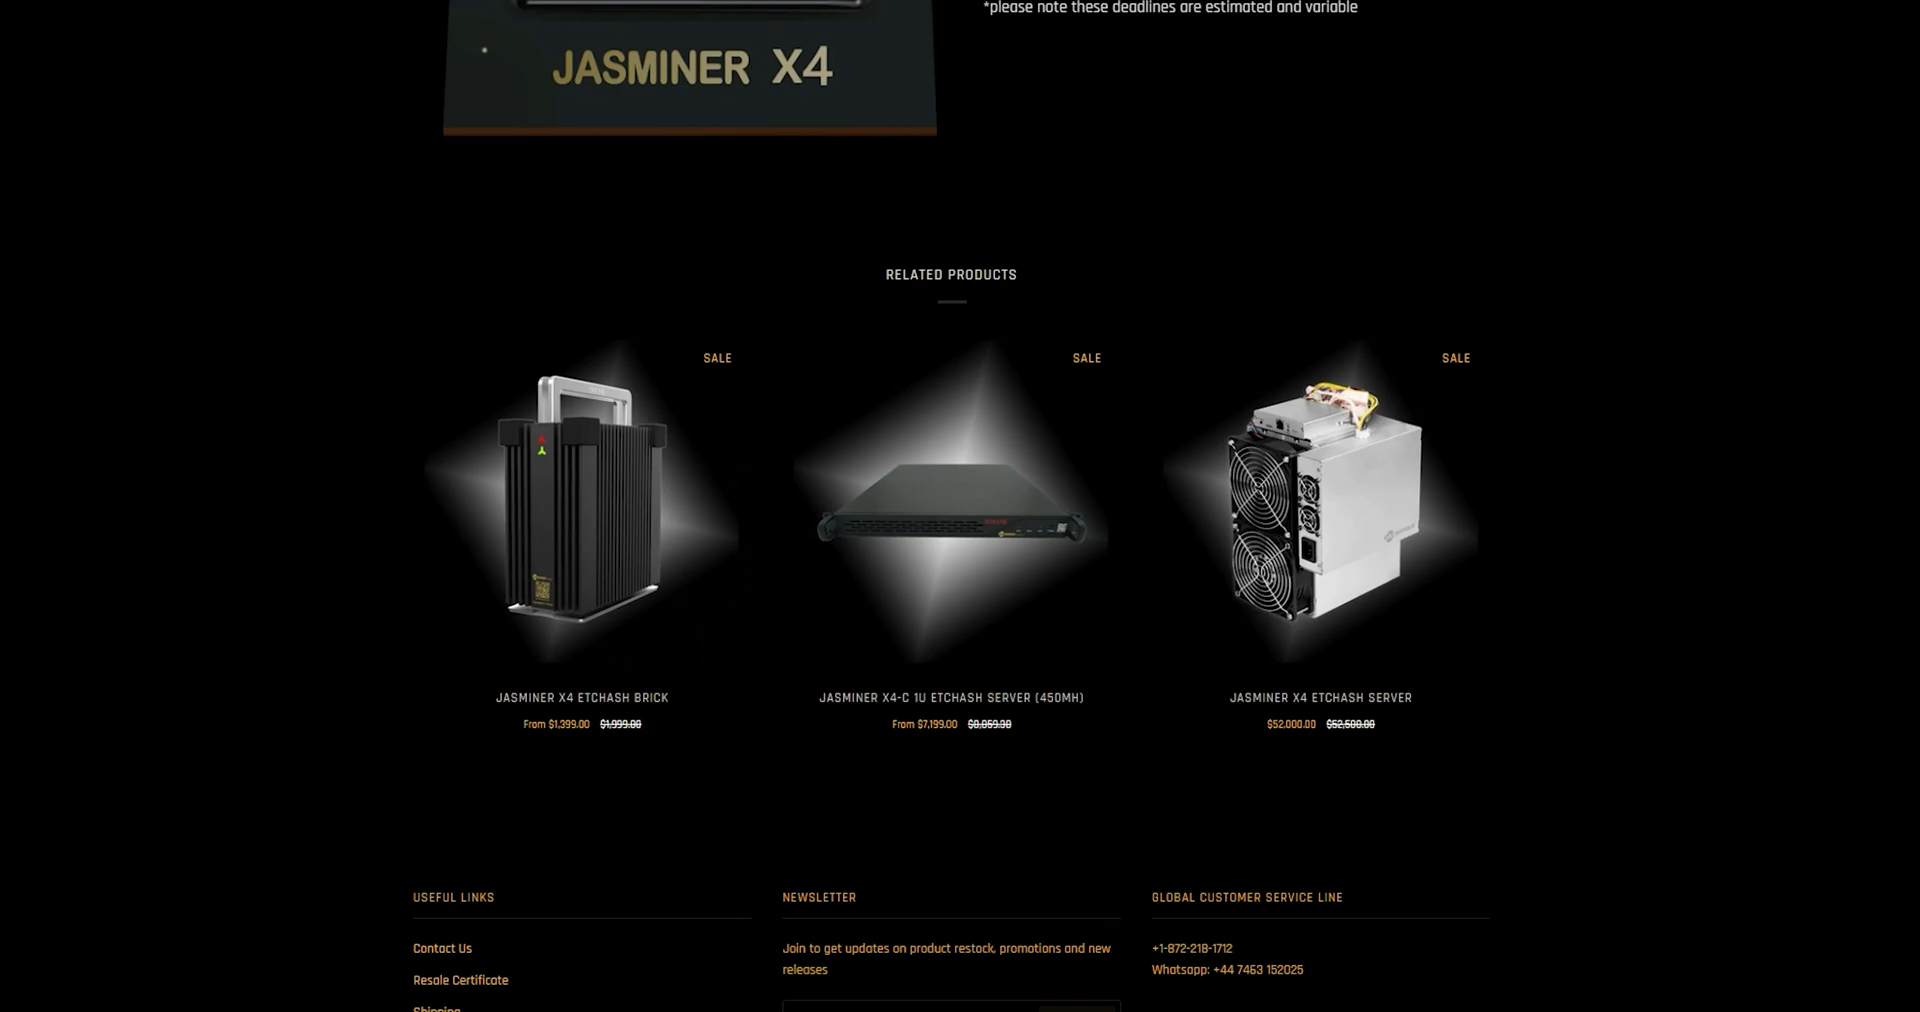 *please note these deadlines are estimated and variable
JASMINER X4
RELATED PRODUCTS
SALE
SALE
SALE
JASMINER X4 ETCHASH BRICK
From $1,399.00 $1,999.00
JASMINER X4-C 1U ETCHASH SERVER (450MH)
From $7,199.00 $8,059.30
JASMINER X4 ETCHASH SERVER
$52,000.00 $52,500.00
USEFUL LINKS
Contact Us
Resale Certificate
Shipping
NEWSLETTER
Join to get updates on product restock, promotions and new
releases
GLOBAL CUSTOMER SERVICE LINE
+1-872-218-1712
Whatsapp: +44 7463 152025